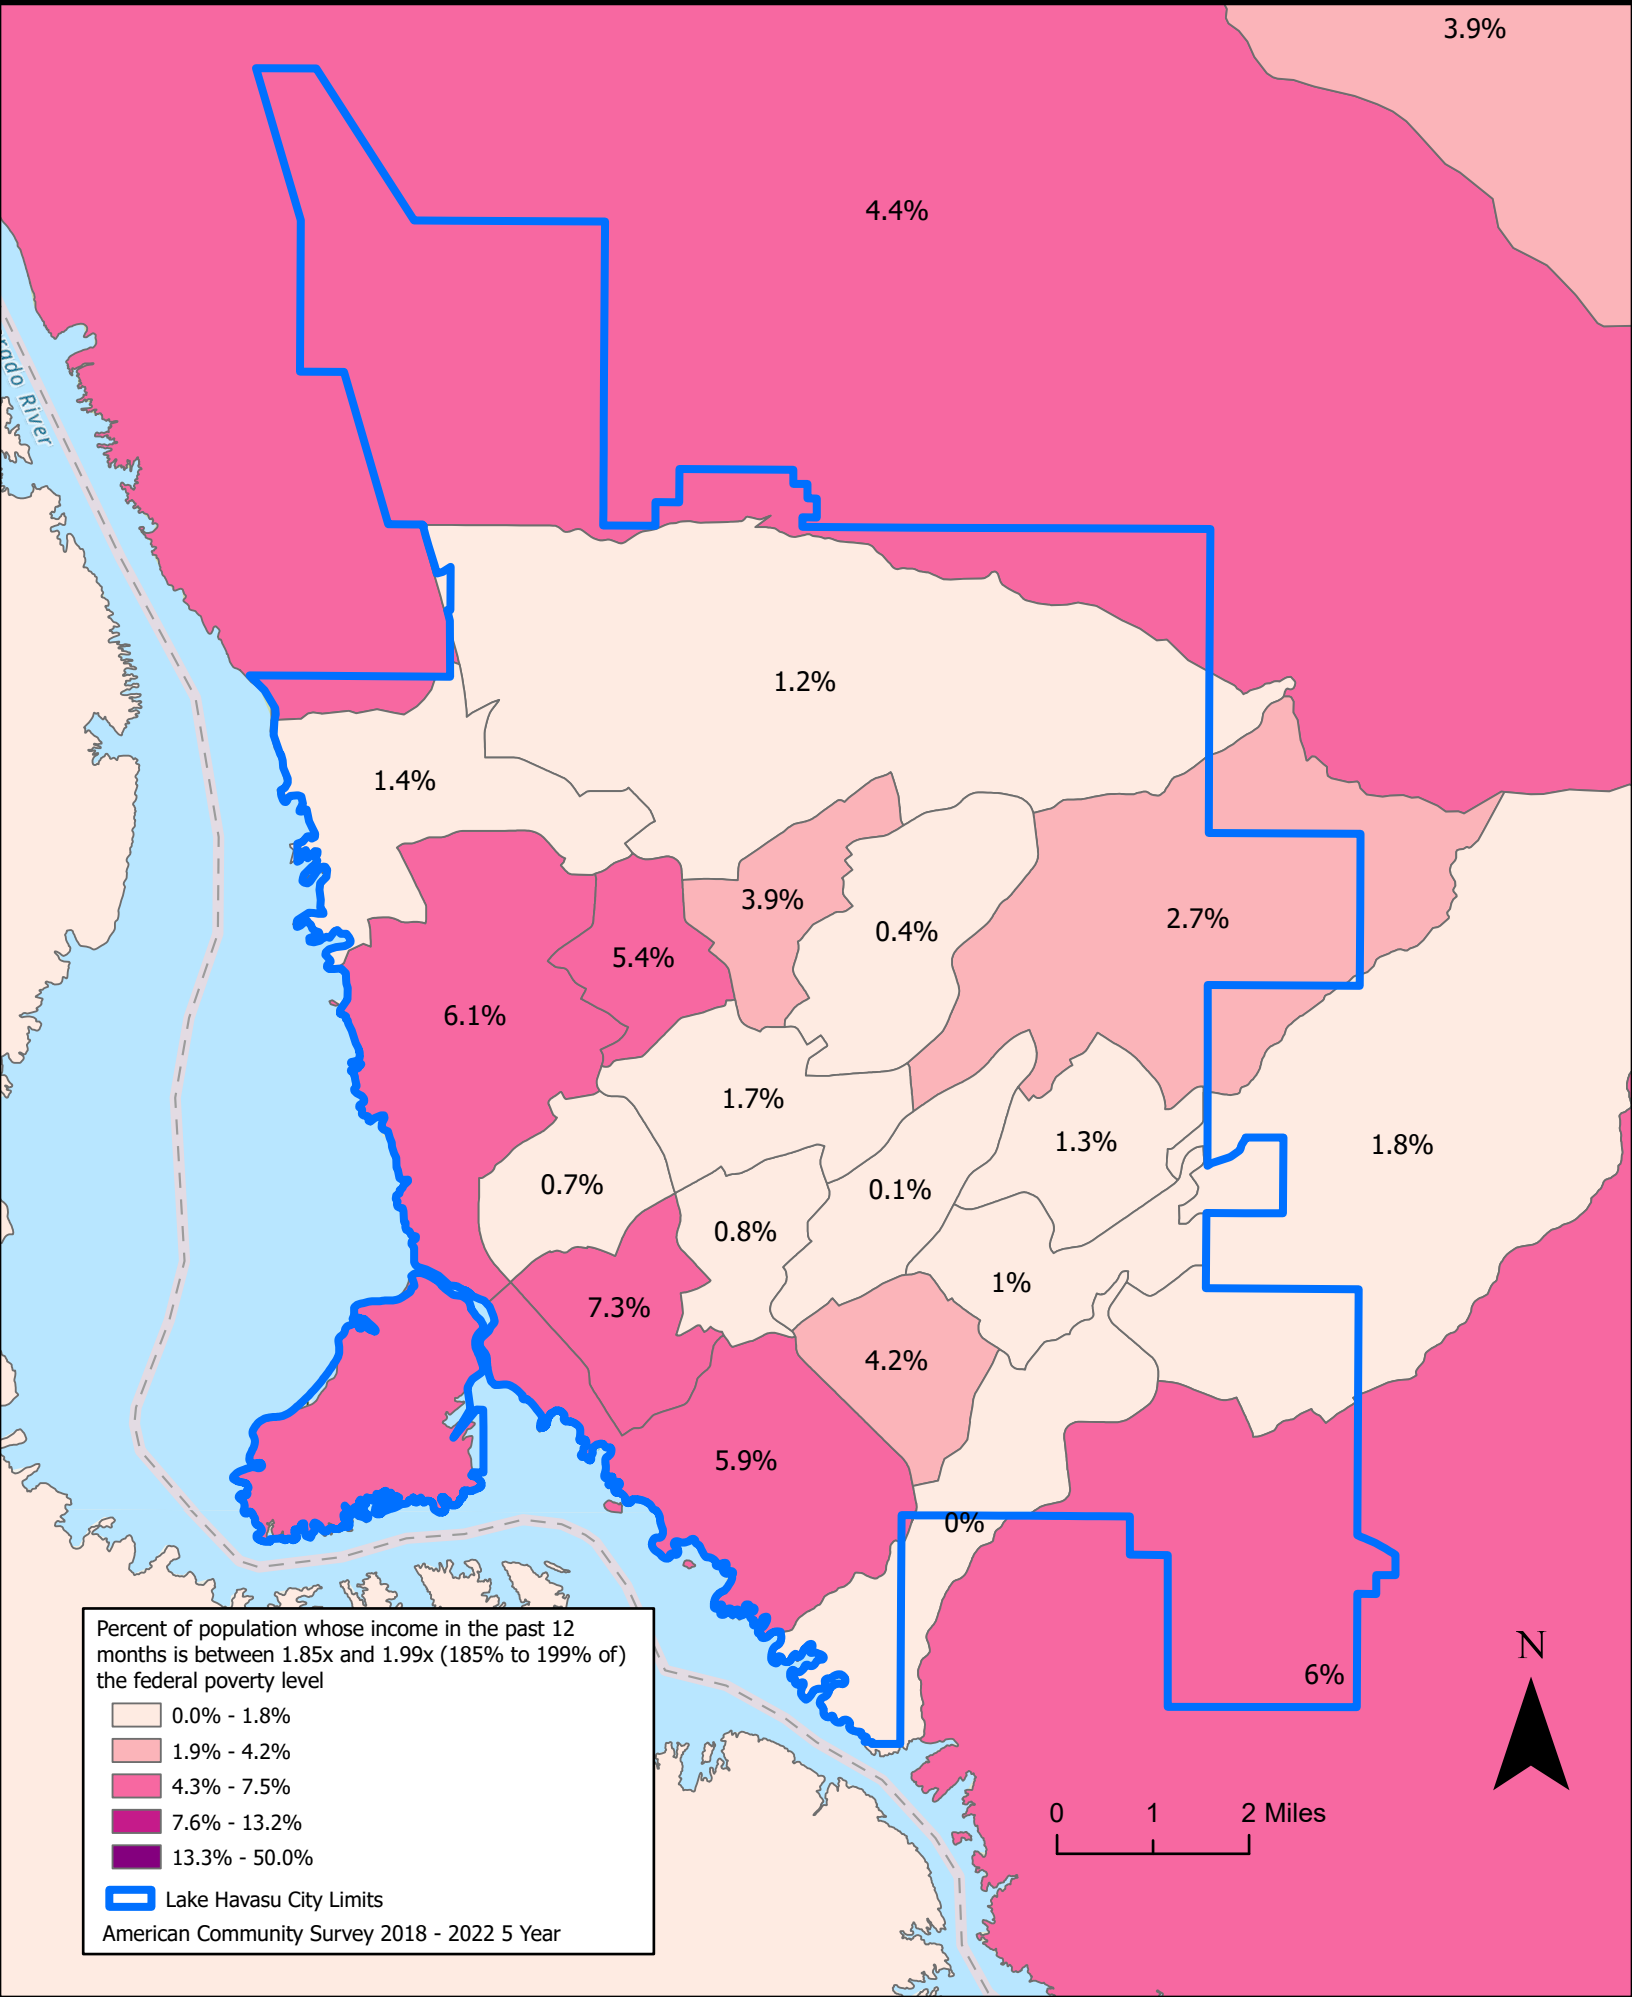 3.9%
4.4%
rado River
1.2%
1.4%
3.9%
0.4%
2.7%
5.4%
6.1%
1.7%
1.3%
1.8%
0.7%
0.1%
0.8%
1%
7.3%
4.2%
5.9%
0%
6%
Percent of population whose income in the past 12
months is between 1.85x and 1.99x (185% to 199% of)
the federal poverty level
0.0% - 1.8%
1.9% - 4.2%
4.3% - 7.5%
7.6% - 13.2%
13.3% - 50.0%
Lake Havasu City Limits
American Community Survey 2018 - 2022 5 Year
N
0 1 2 Miles